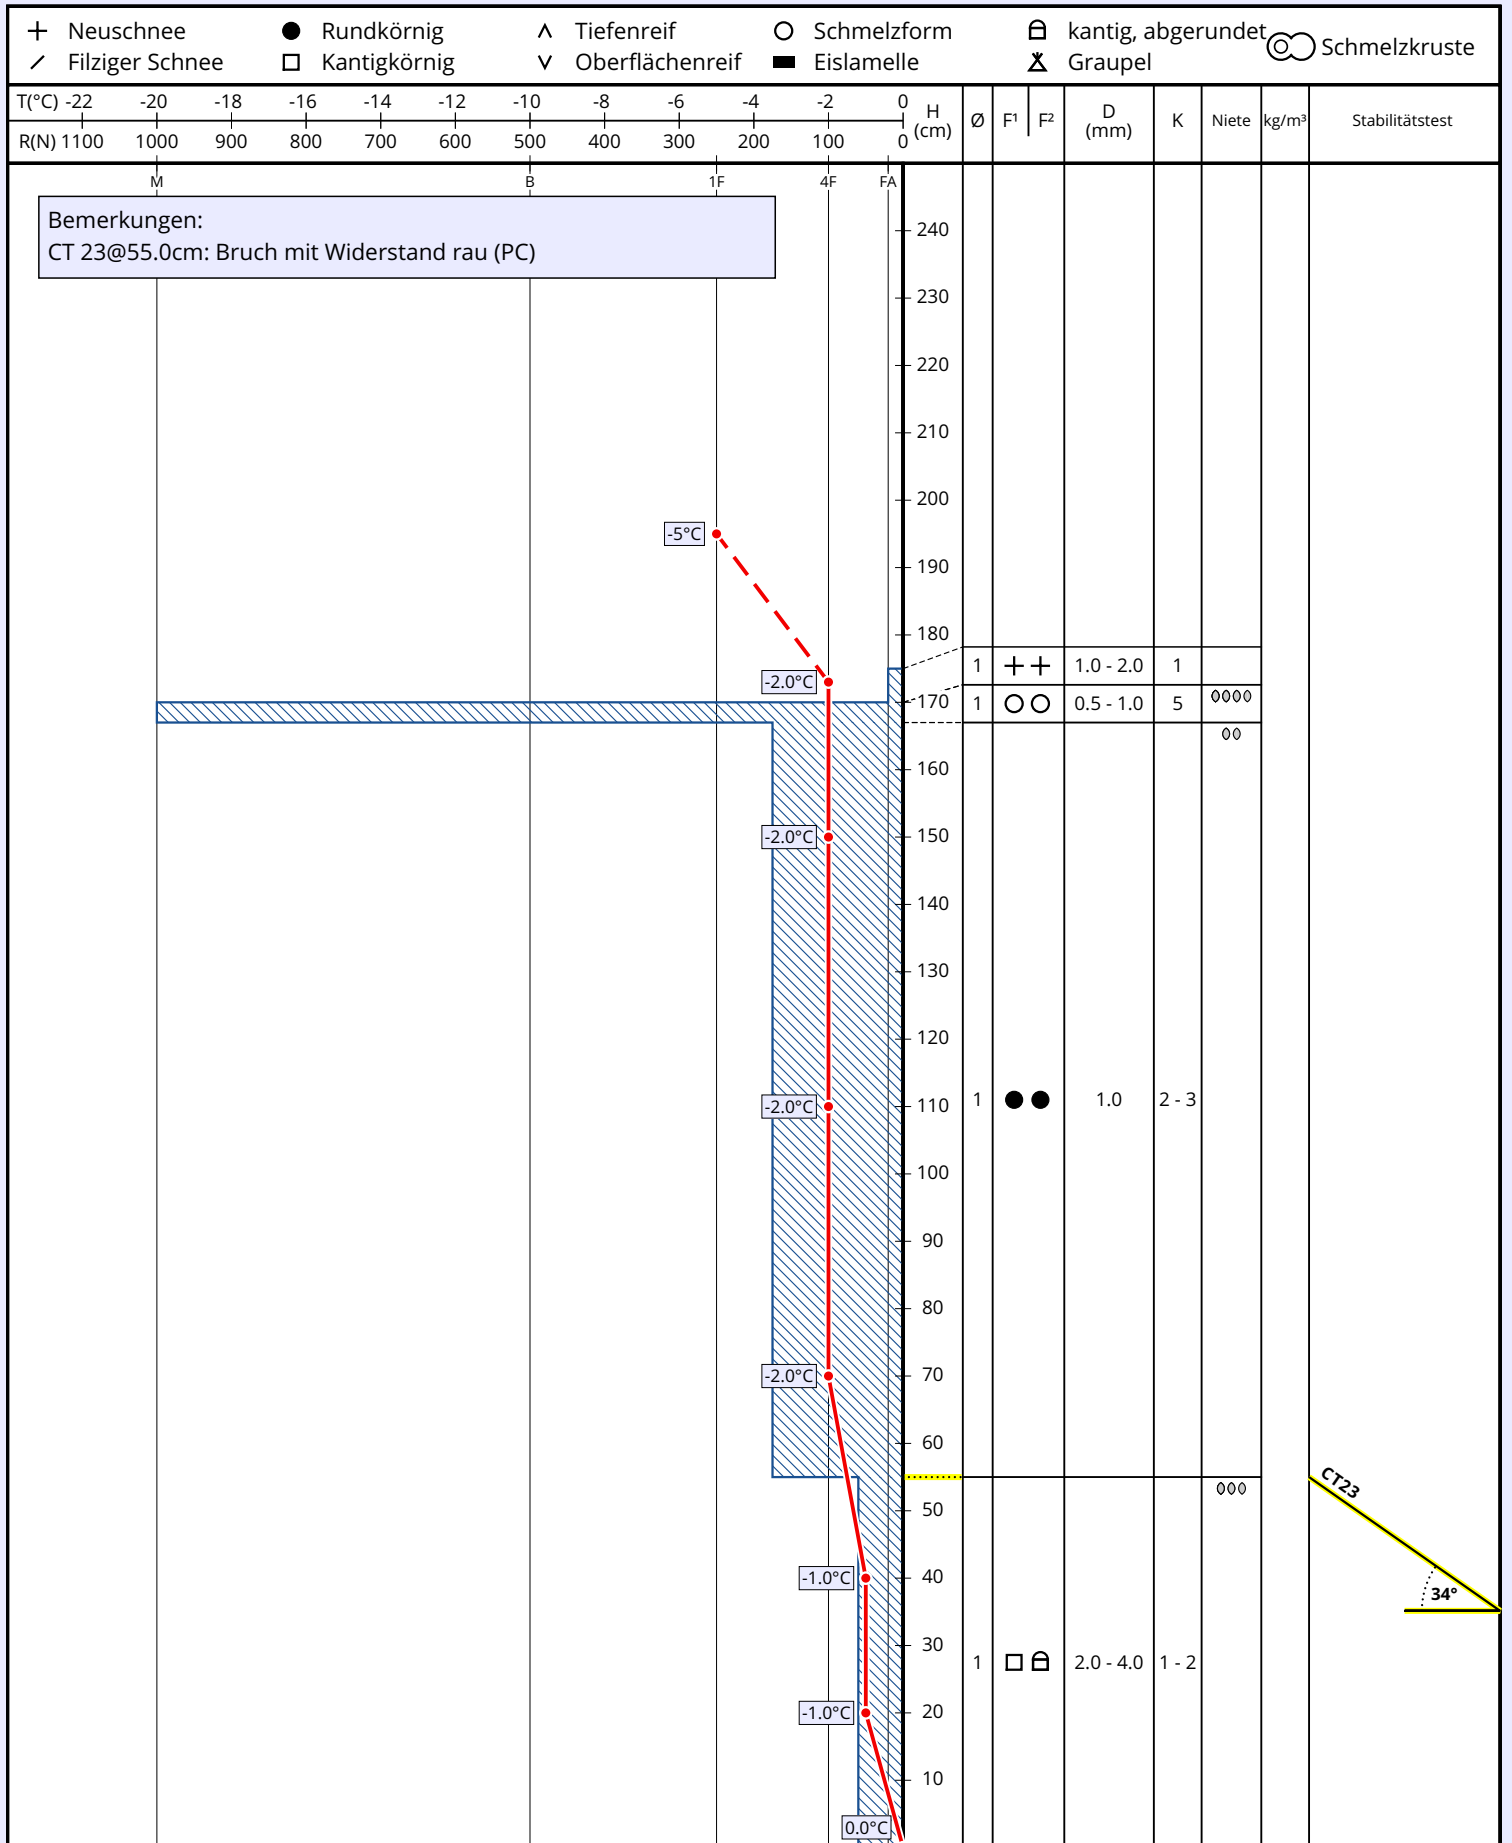 Neuschnee Rundkörnig Tiefenreif Schmelzform kantig, abgerundet Schmelzkruste
Filziger Schnee Kantigkörnig Oberflächenreif Eislamelle Graupel
T(°C) -22 -20 -18 -16 -14 -12 -10 -8 -6 -4 -2 0
R(N) 1100 1000 900 800 700 600 500 400 300 200 100 0
H (cm) Ø F¹ F² D (mm) K Niete kg/m³ Stabilitätstest
M B 1F 4F FA
Bemerkungen:
CT 23@55.0cm: Bruch mit Widerstand rau (PC)
240
230
220
210
200
-5°C
190
180
1 1.0 - 2.0 1
-2.0°C
170 1 0.5 - 1.0 5
160
-2.0°C 150
140
130
120
-2.0°C 110 1 1.0 2 - 3
100
90
80
-2.0°C 70
60
CT23
50
-1.0°C 40
34°
30
1 2.0 - 4.0 1 - 2
-1.0°C 20
10
0.0°C